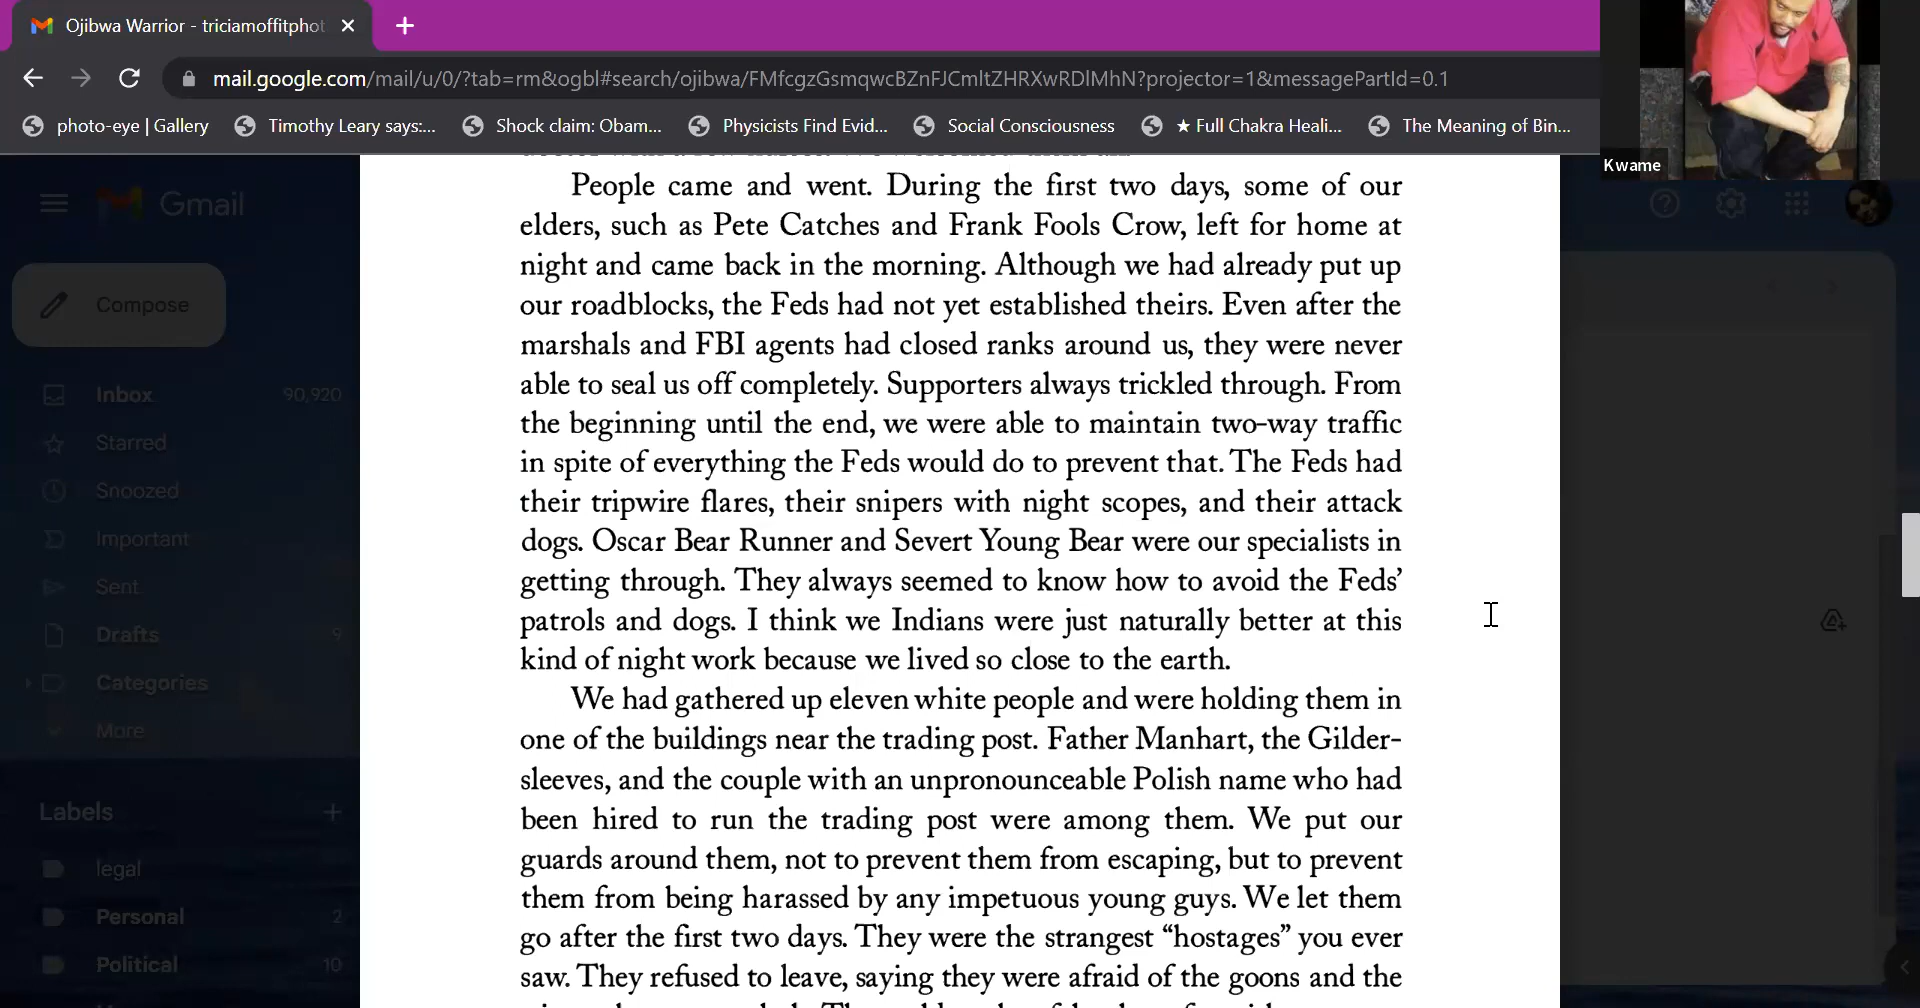 Ojibwa Warrior - triciamoffitphot
mail.google.com/mail/u/0/?tab=rm&ogbl#search/ojibwa/FMfcgzGsmqwcBZnFJCmltZHRXwRDlMhN?projector=1&messagePartId=0.1
photo-eye | Gallery
Timothy Leary says:...
Shock claim: Obam...
Physicists Find Evid...
Social Consciousness
★ Full Chakra Heali...
The Meaning of Bin...
Kwame
Gmail
Compose
Inbox 90,920
Starred
Snoozed
Important
Sent
Drafts 9
Categories
More
Labels
legal
Personal 2
Political 10
People came and went. During the first two days, some of our
elders, such as Pete Catches and Frank Fools Crow, left for home at
night and came back in the morning. Although we had already put up
our roadblocks, the Feds had not yet established theirs. Even after the
marshals and FBI agents had closed ranks around us, they were never
able to seal us off completely. Supporters always trickled through. From
the beginning until the end, we were able to maintain two-way traffic
in spite of everything the Feds would do to prevent that. The Feds had
their tripwire flares, their snipers with night scopes, and their attack
dogs. Oscar Bear Runner and Severt Young Bear were our specialists in
getting through. They always seemed to know how to avoid the Feds’
patrols and dogs. I think we Indians were just naturally better at this
kind of night work because we lived so close to the earth.
We had gathered up eleven white people and were holding them in
one of the buildings near the trading post. Father Manhart, the Gilder-
sleeves, and the couple with an unpronounceable Polish name who had
been hired to run the trading post were among them. We put our
guards around them, not to prevent them from escaping, but to prevent
them from being harassed by any impetuous young guys. We let them
go after the first two days. They were the strangest “hostages” you ever
saw. They refused to leave, saying they were afraid of the goons and the